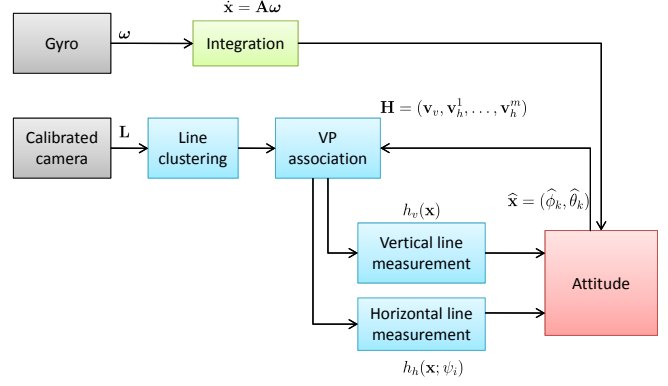 ẋ = Aω
Gyro
ω
Integration
H = (v_v, v_h^1, . . . , v_h^m)
Calibrated
camera
L
Line
clustering
VP
association
x̂ = (φ̂_k, θ̂_k)
h_v(x)
Vertical line
measurement
Attitude
Horizontal line
measurement
h_h(x; ψ_i)